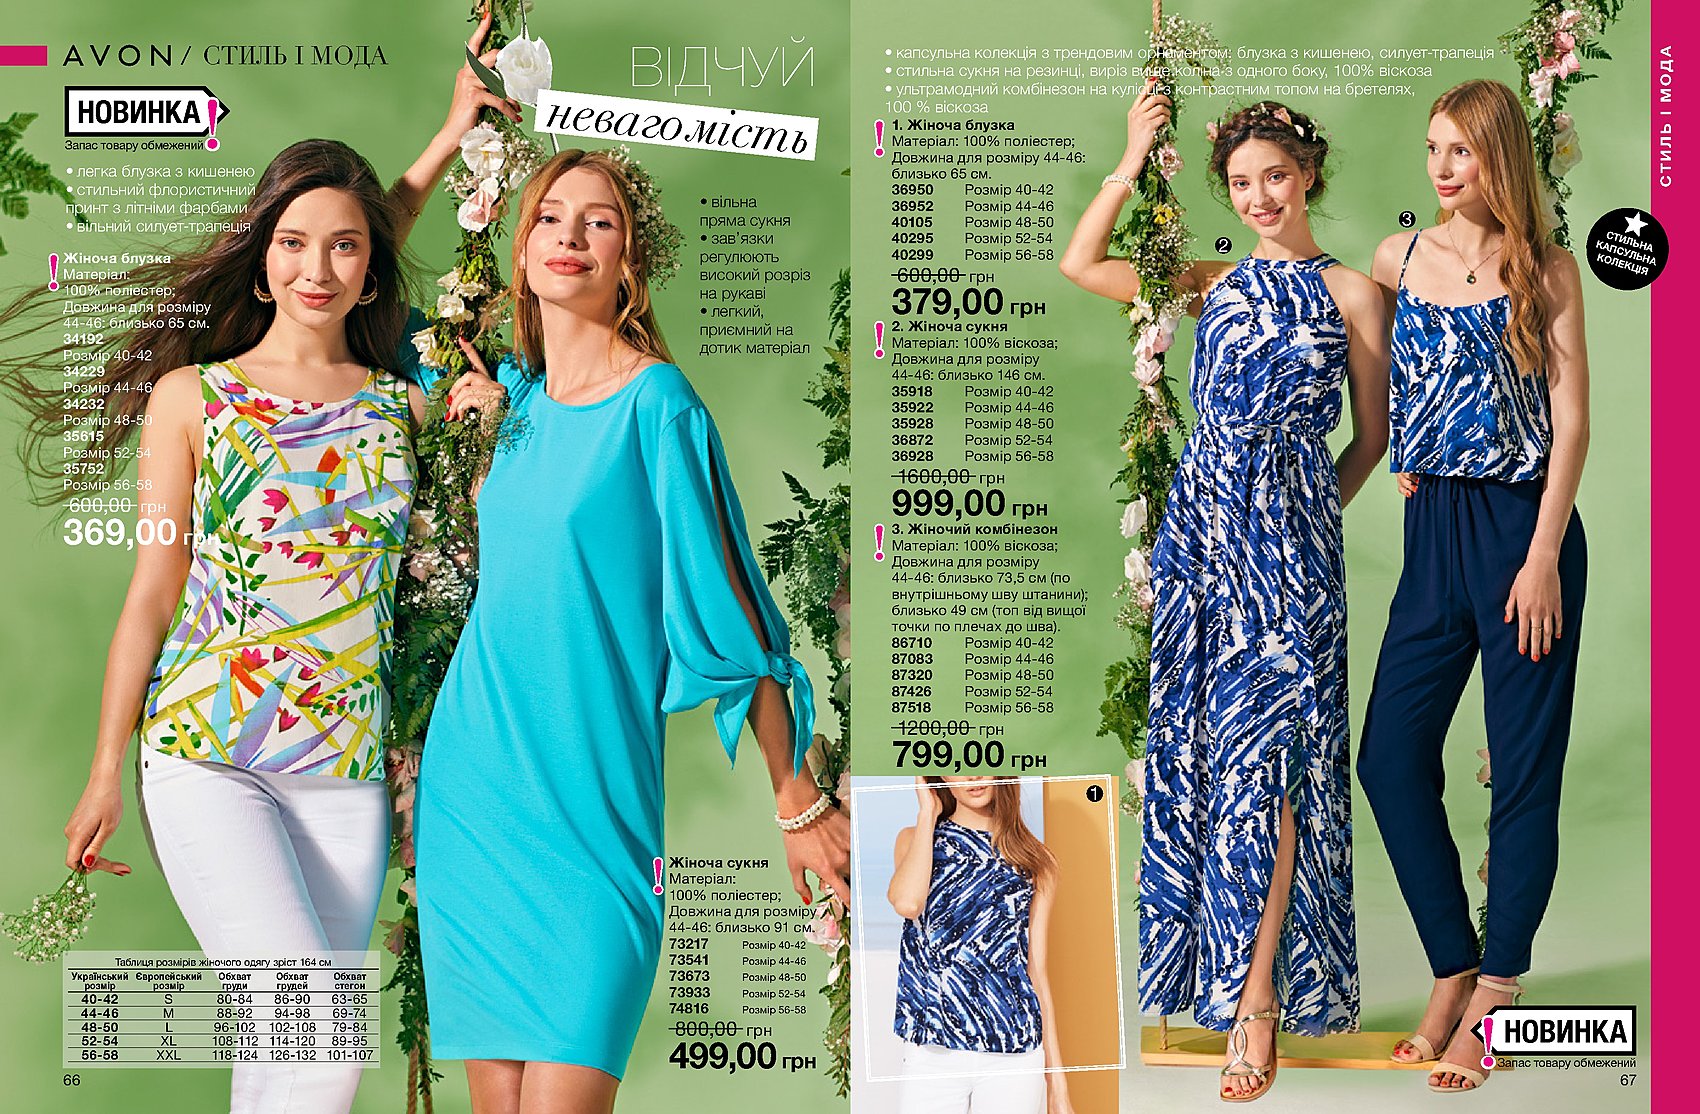 AVON / СТИЛЬ І МОДА
НОВИНКА
Запас товару обмежений
• легка блузка з кишенею
• стильний флористичний
принт з літніми фарбами
• вільний силует-трапеція
Жіноча блузка
Матеріал:
100% поліестер;
Довжина для розміру
44-46: близько 65 см.
34192
Розмір 40-42
34229
Розмір 44-46
34232
Розмір 48-50
35615
Розмір 52-54
35752
Розмір 56-58
600,00 грн
369,00 грн
ВІДЧУЙ
невагомість
• вільна
пряма сукня
• зав’язки
регулюють
високий розріз
на рукаві
• легкий,
приємний на
дотик матеріал
Жіноча сукня
Матеріал:
100% поліестер;
Довжина для розміру
44-46: близько 91 см.
73217 Розмір 40-42
73541 Розмір 44-46
73673 Розмір 48-50
73933 Розмір 52-54
74816 Розмір 56-58
800,00 грн
499,00 грн
Таблиця розмірів жіночого одягу зріст 164 см
Український розмір Європейський розмір Обхват груди Обхват грудей Обхват стегон
40-42 S 80-84 86-90 63-65
44-46 M 88-92 94-98 69-74
48-50 L 96-102 102-108 79-84
52-54 XL 108-112 114-120 89-95
56-58 XXL 118-124 126-132 101-107
66
• капсульна колекція з трендовим орнаментом: блузка з кишенею, силует-трапеція
• стильна сукня на резинці, виріз вище коліна з одного боку, 100% віскоза
• ультрамодний комбінезон на кулісці з контрастним топом на бретелях,
100 % віскоза
1. Жіноча блузка
Матеріал: 100% поліестер;
Довжина для розміру 44-46:
близько 65 см.
36950 Розмір 40-42
36952 Розмір 44-46
40105 Розмір 48-50
40295 Розмір 52-54
40299 Розмір 56-58
600,00 грн
379,00 грн
2. Жіноча сукня
Матеріал: 100% віскоза;
Довжина для розміру
44-46: близько 146 см.
35918 Розмір 40-42
35922 Розмір 44-46
35928 Розмір 48-50
36872 Розмір 52-54
36928 Розмір 56-58
1600,00 грн
999,00 грн
3. Жіночий комбінезон
Матеріал: 100% віскоза;
Довжина для розміру
44-46: близько 73,5 см (по
внутрішньому шву штанини);
близько 49 см (топ від вищої
точки по плечах до шва).
86710 Розмір 40-42
87083 Розмір 44-46
87320 Розмір 48-50
87426 Розмір 52-54
87518 Розмір 56-58
1200,00 грн
799,00 грн
1
2
3
СТИЛЬ І МОДА
СТИЛЬНА
КАПСУЛЬНА
КОЛЕКЦІЯ
НОВИНКА
Запас товару обмежений
67